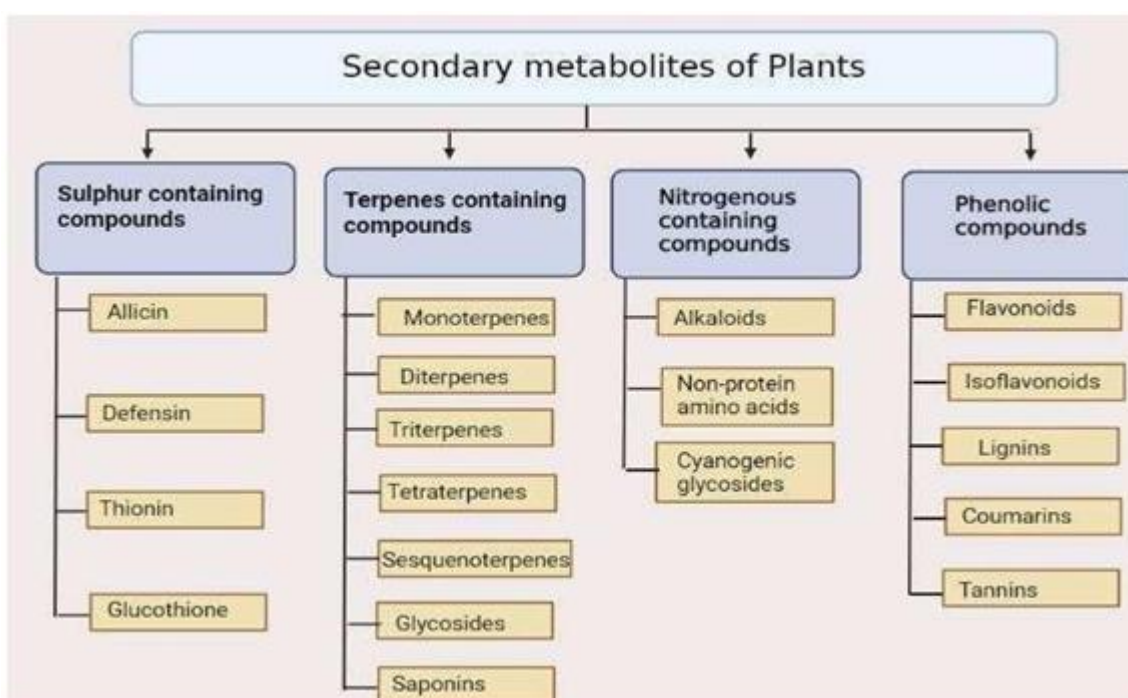 Secondary metabolites of Plants
Sulphur containing
compounds
Allicin
Defensin
Thionin
Glucothione
Terpenes containing
compounds
Monoterpenes
Diterpenes
Triterpenes
Tetraterpenes
Sesquenoterpenes
Glycosides
Saponins
Nitrogenous
containing
compounds
Alkaloids
Non-protein
amino acids
Cyanogenic
glycosides
Phenolic
compounds
Flavonoids
Isoflavonoids
Lignins
Coumarins
Tannins